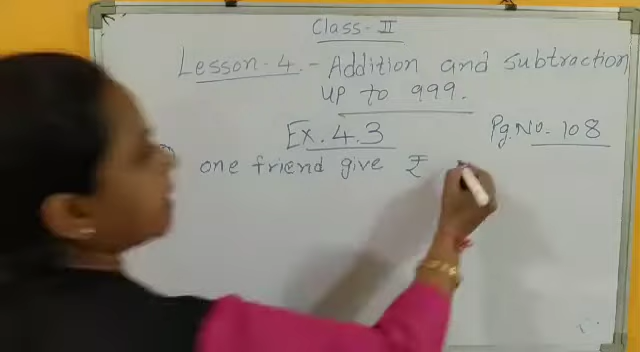 Class-II
Lesson-4.-Addition and Subtraction
up to 999.
Ex.4.3
Pg.No.108
one friend give ₹